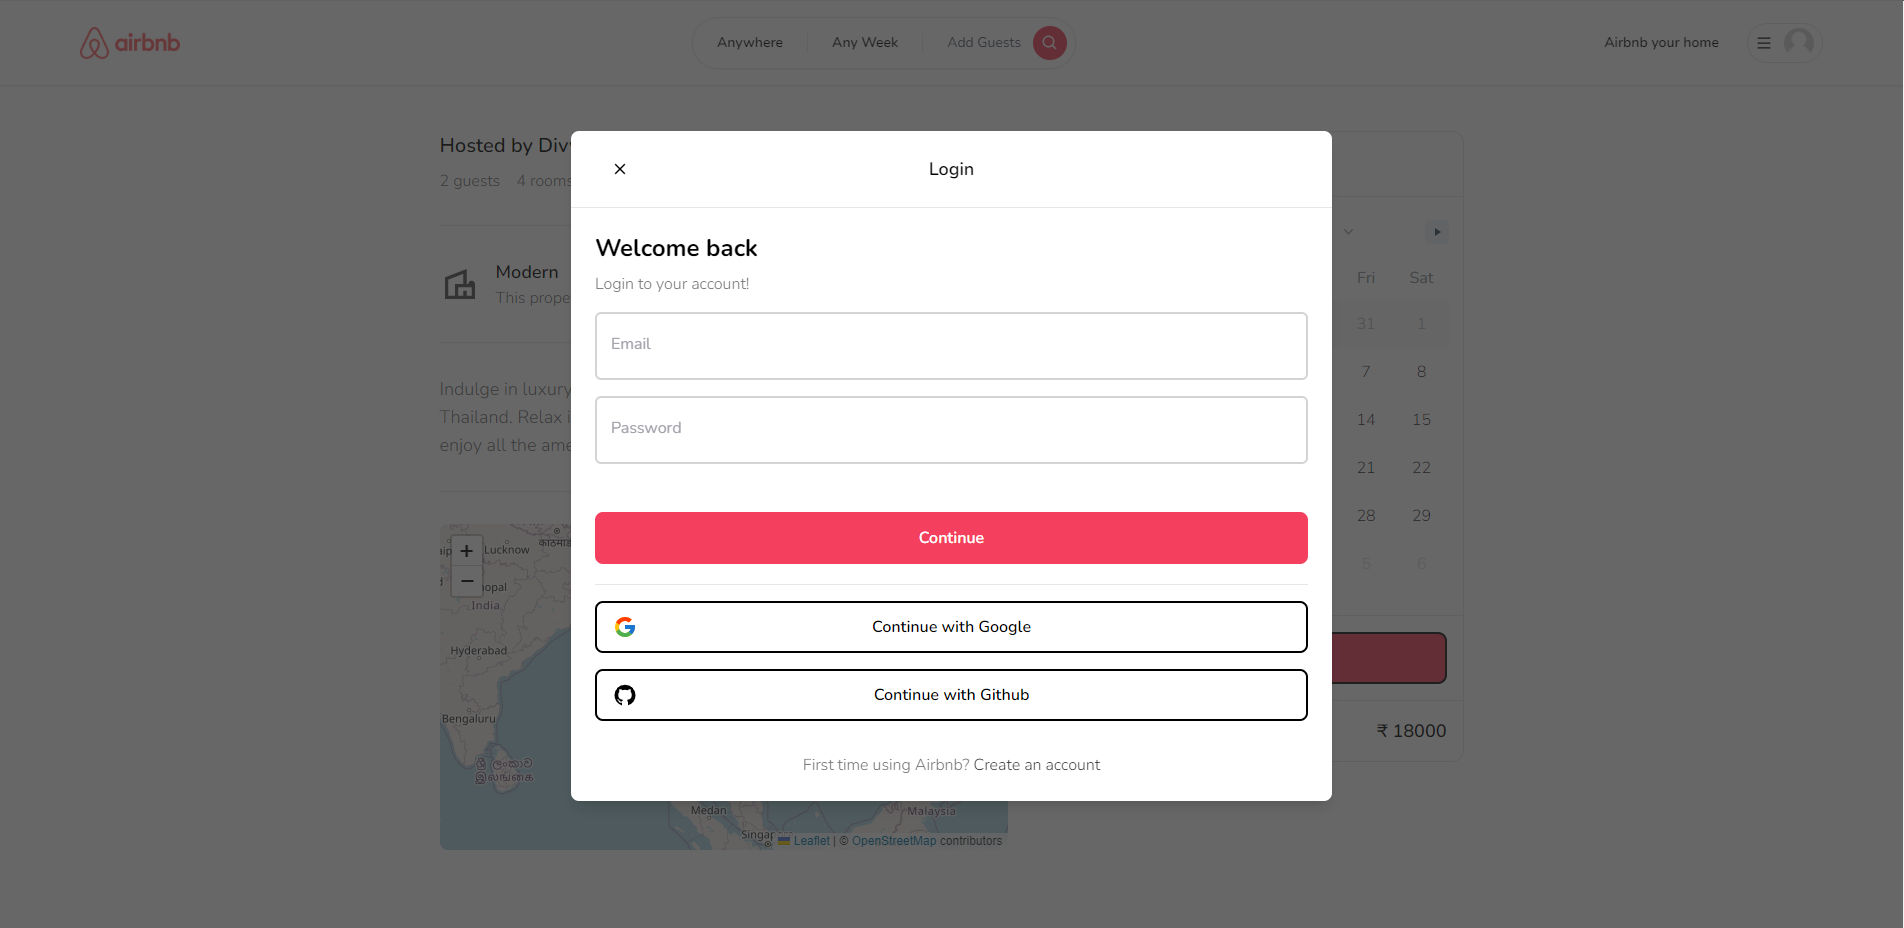 airbnb
Anywhere
Any Week
Add Guests
Airbnb your home
Hosted by Div
2 guests 4 rooms
Modern
This prope
Indulge in luxury
Thailand. Relax i
enjoy all the ame
Login
Welcome back
Login to your account!
Email
Password
Continue
Continue with Google
Continue with Github
First time using Airbnb? Create an account
Fri Sat
31 1
7 8
14 15
21 22
28 29
5 6
₹ 18000
+
−
Lucknow
काठमाडौं
opal
India
Hyderabad
Bengaluru
ශ්‍රී ලංකාව
இலங்கை
Medan
Malaysia
Singap
Leaflet | © OpenStreetMap contributors